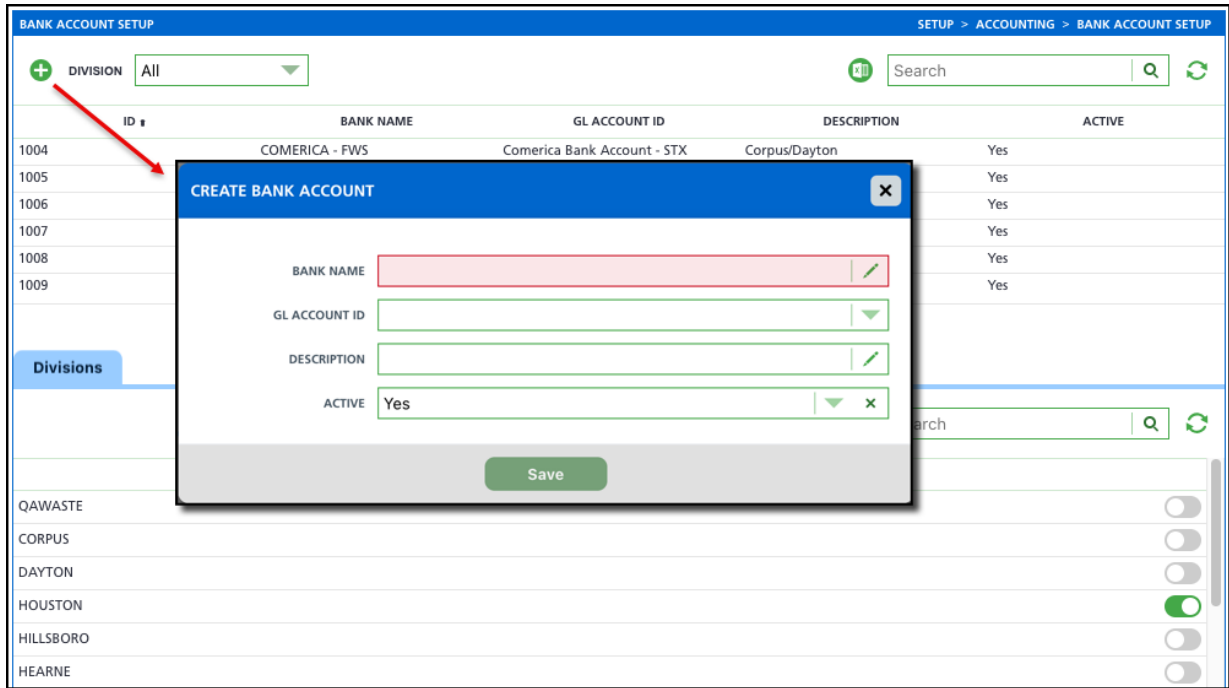 BANK ACCOUNT SETUP
SETUP > ACCOUNTING > BANK ACCOUNT SETUP
DIVISION All
Search
ID BANK NAME GL ACCOUNT ID DESCRIPTION ACTIVE
1004 COMERICA - FWS Comerica Bank Account - STX Corpus/Dayton Yes
1005 Yes
1006 Yes
1007 Yes
1008 Yes
1009 Yes
CREATE BANK ACCOUNT
BANK NAME
GL ACCOUNT ID
DESCRIPTION
ACTIVE Yes
Save
Divisions
arch
QAWASTE
CORPUS
DAYTON
HOUSTON
HILLSBORO
HEARNE